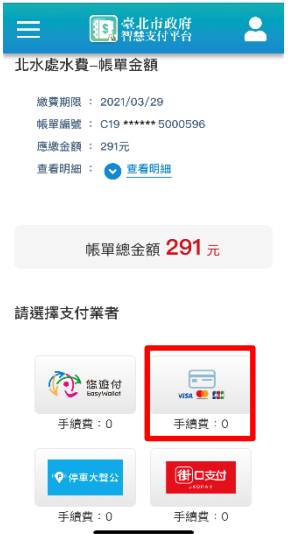 臺北市政府
智慧支付平台
北水處水費–帳單金額
繳費期限 : 2021/03/29
帳單編號 : C19 ****** 5000596
應繳金額 : 291元
查看明細 : 查看明細
帳單總金額 291 元
請選擇支付業者
悠遊付
EasyWallet
VISA JCB
手續費:0 手續費:0
停車大聲公
街口支付
JKOPAY
手續費:0 手續費:0